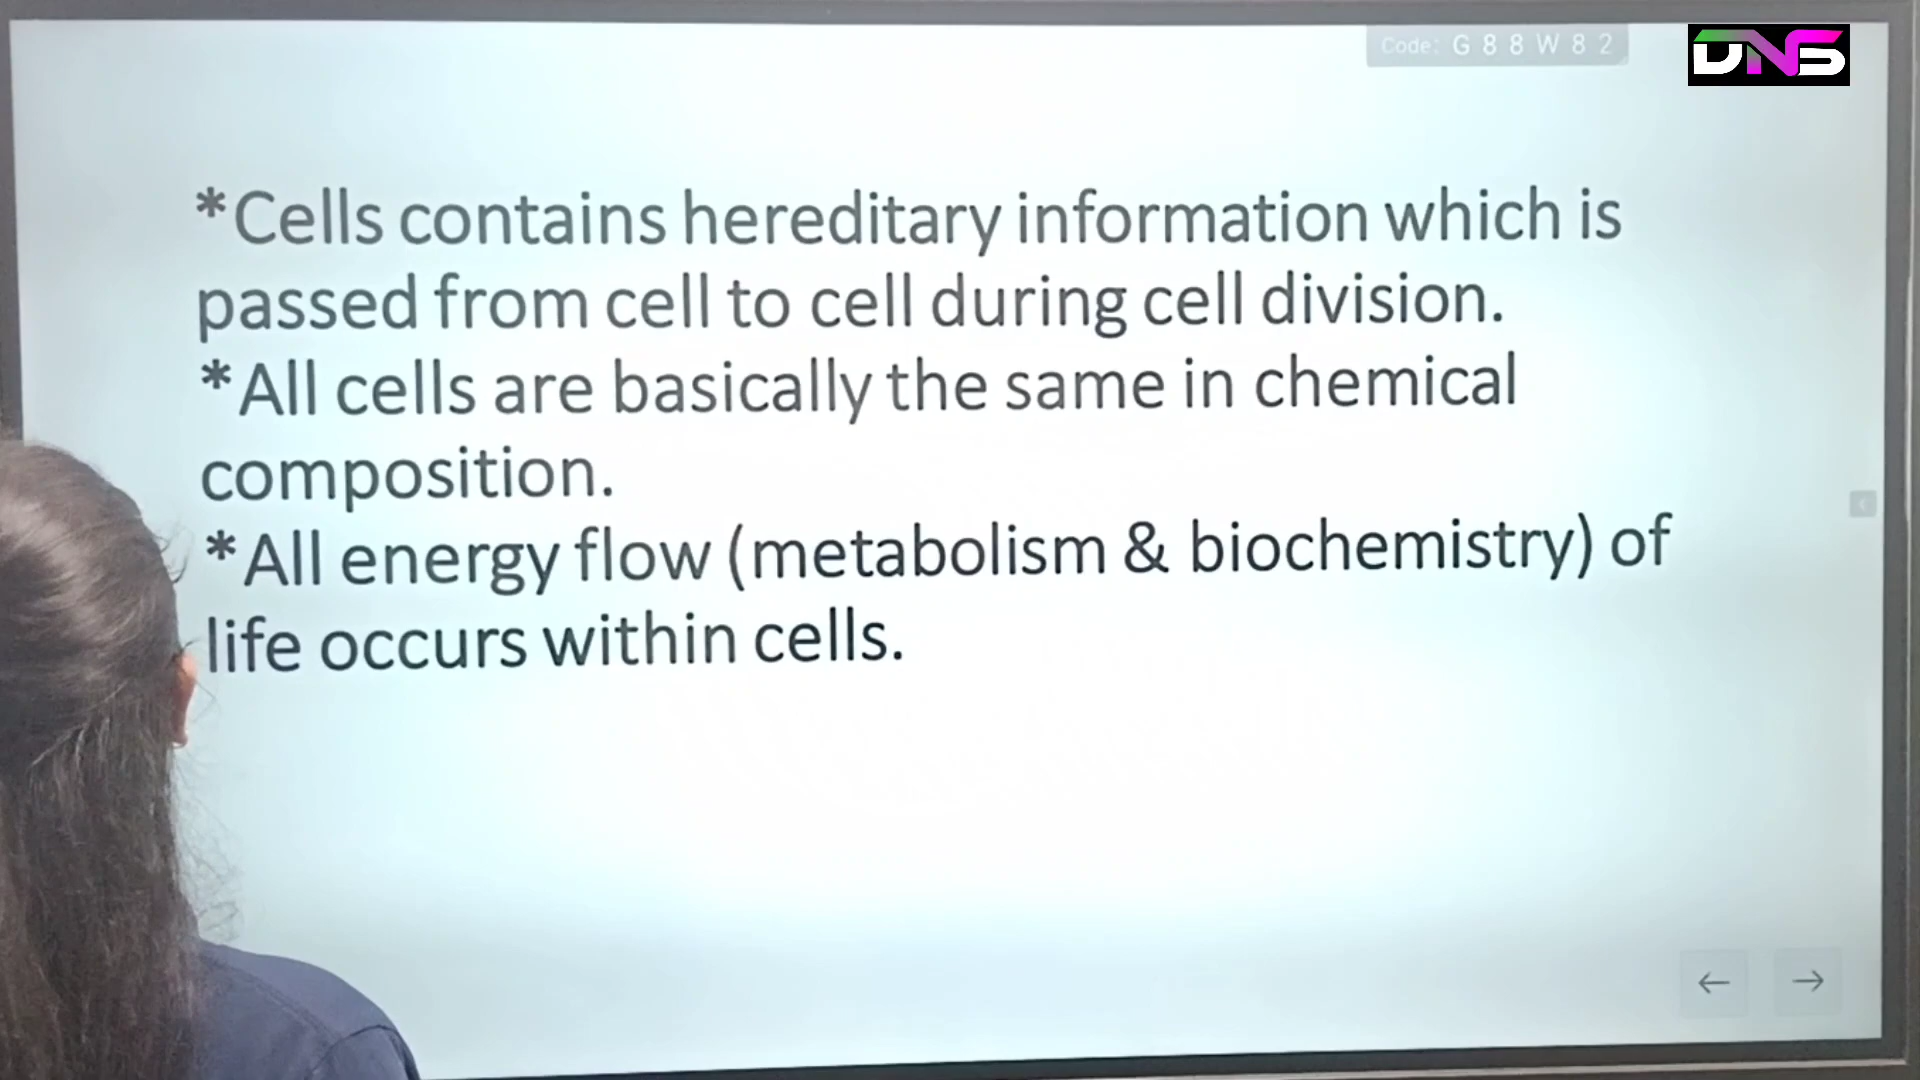 Code: G 8 8 W 8 2
DNS
*Cells contains hereditary information which is
passed from cell to cell during cell division.
*All cells are basically the same in chemical
composition.
*All energy flow (metabolism & biochemistry) of
life occurs within cells.